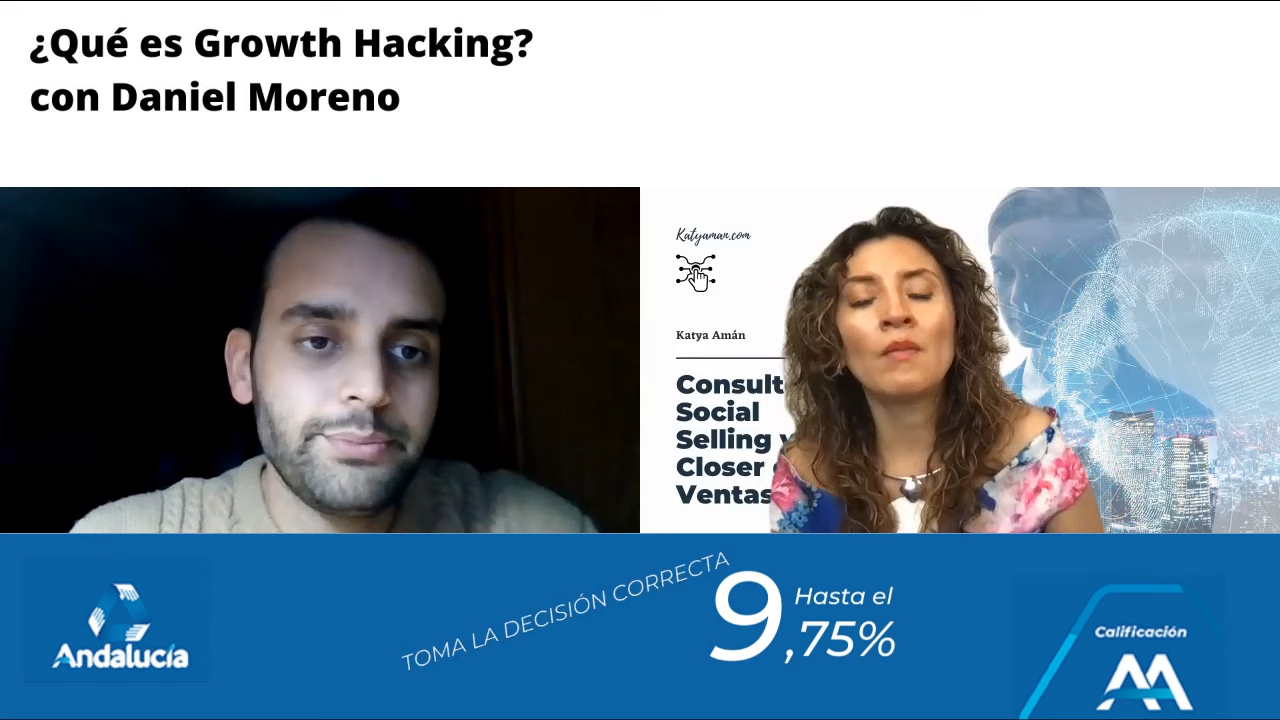 ¿Qué es Growth Hacking?
con Daniel Moreno
Katyaman.com
Katya Amán
Consult
Social
Selling
Closer
Ventas
TOMA LA DECISIÓN CORRECTA
9,75%
Hasta el
Andalucía
Calificación
AA